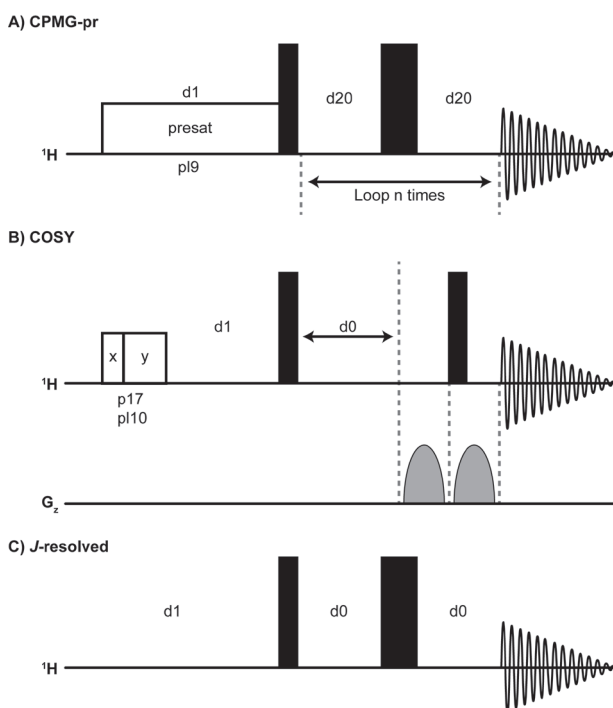 A) CPMG-pr
d1
d20
d20
presat
¹H
pl9
Loop n times
B) COSY
d1
d0
x
y
¹H
p17
pl10
Gz
C) J-resolved
d1
d0
d0
¹H